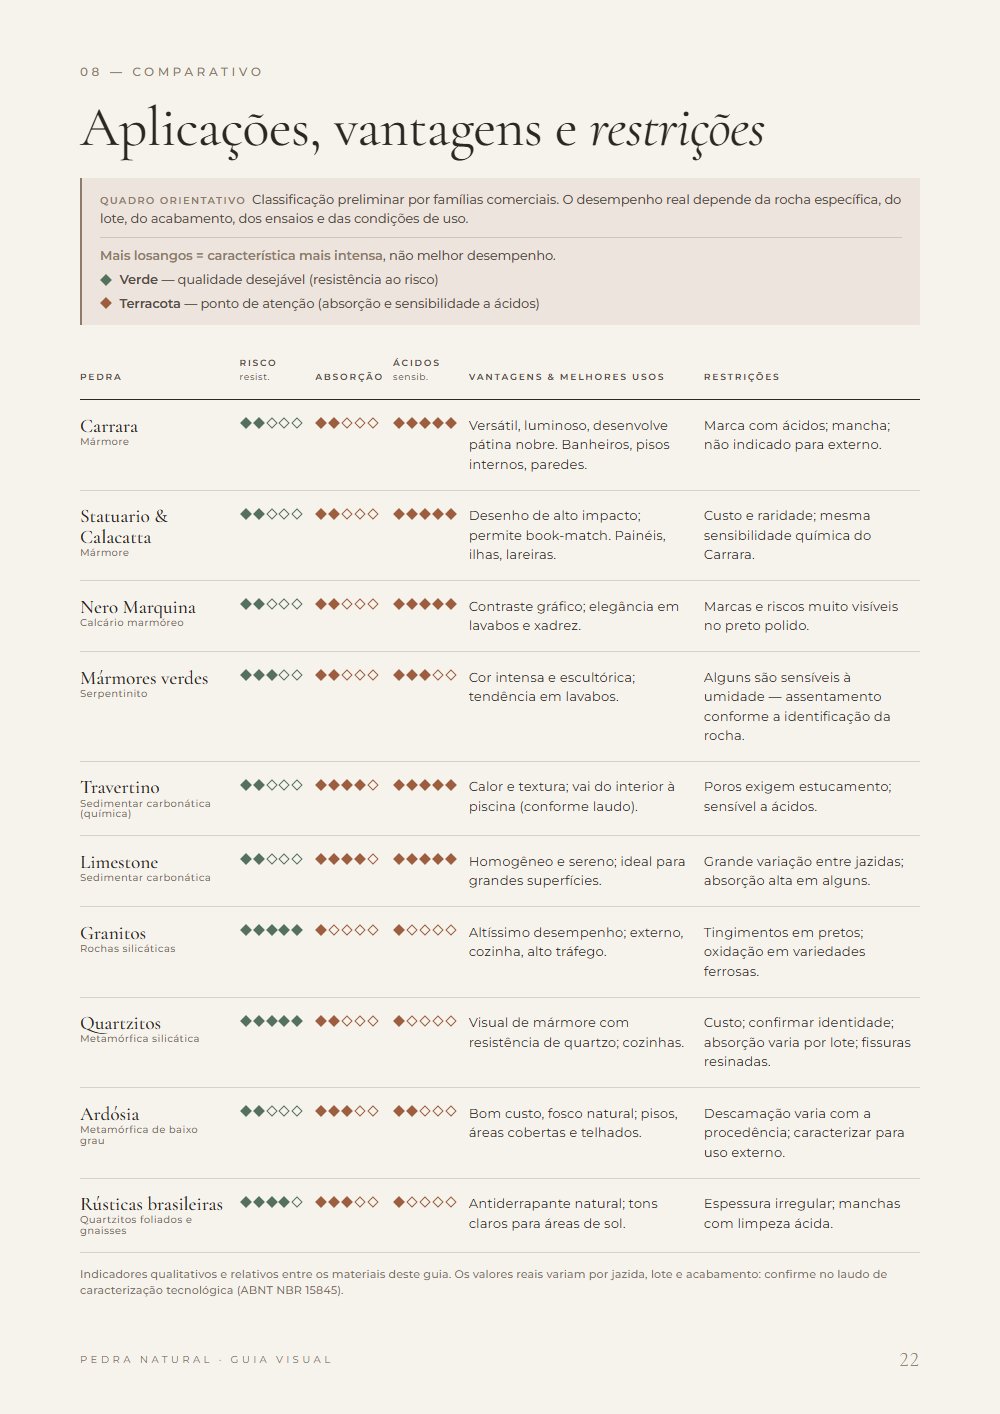 08 — COMPARATIVO
Aplicações, vantagens e restrições
QUADRO ORIENTATIVO Classificação preliminar por famílias comerciais. O desempenho real depende da rocha específica, do
lote, do acabamento, dos ensaios e das condições de uso.
Mais losangos = característica mais intensa, não melhor desempenho.
◆ Verde — qualidade desejável (resistência ao risco)
◆ Terracota — ponto de atenção (absorção e sensibilidade a ácidos)
PEDRA
RISCO
resist.
ABSORÇÃO
ÁCIDOS
sensib.
VANTAGENS & MELHORES USOS
RESTRIÇÕES
Carrara
Mármore
◆◆◇◇◇ ◆◆◇◇◇ ◆◆◆◆◆
Versátil, luminoso, desenvolve
pátina nobre. Banheiros, pisos
internos, paredes.
Marca com ácidos; mancha;
não indicado para externo.
Statuario &
Calacatta
Mármore
◆◆◇◇◇ ◆◆◇◇◇ ◆◆◆◆◆
Desenho de alto impacto;
permite book-match. Painéis,
ilhas, lareiras.
Custo e raridade; mesma
sensibilidade química do
Carrara.
Nero Marquina
Calcário marmóreo
◆◆◇◇◇ ◆◆◇◇◇ ◆◆◆◆◆
Contraste gráfico; elegância em
lavabos e xadrez.
Marcas e riscos muito visíveis
no preto polido.
Mármores verdes
Serpentinito
◆◆◆◇◇ ◆◆◇◇◇ ◆◆◆◇◇
Cor intensa e escultórica;
tendência em lavabos.
Alguns são sensíveis à
umidade — assentamento
conforme a identificação da
rocha.
Travertino
Sedimentar carbonática
(química)
◆◆◇◇◇ ◆◆◆◆◇ ◆◆◆◆◆
Calor e textura; vai do interior à
piscina (conforme laudo).
Poros exigem estucamento;
sensível a ácidos.
Limestone
Sedimentar carbonática
◆◆◇◇◇ ◆◆◆◆◇ ◆◆◆◆◆
Homogêneo e sereno; ideal para
grandes superfícies.
Grande variação entre jazidas;
absorção alta em alguns.
Granitos
Rochas silicáticas
◆◆◆◆◆ ◆◇◇◇◇ ◆◇◇◇◇
Altíssimo desempenho; externo,
cozinha, alto tráfego.
Tingimentos em pretos;
oxidação em variedades
ferrosas.
Quartzitos
Metamórfica silicática
◆◆◆◆◆ ◆◆◇◇◇ ◆◇◇◇◇
Visual de mármore com
resistência de quartzo; cozinhas.
Custo; confirmar identidade;
absorção varia por lote; fissuras
resinadas.
Ardósia
Metamórfica de baixo
grau
◆◆◇◇◇ ◆◆◆◇◇ ◆◆◇◇◇
Bom custo, fosco natural; pisos,
áreas cobertas e telhados.
Descamação varia com a
procedência; caracterizar para
uso externo.
Rústicas brasileiras
Quartzitos foliados e
gnaisses
◆◆◆◆◇ ◆◆◆◇◇ ◆◇◇◇◇
Antiderrapante natural; tons
claros para áreas de sol.
Espessura irregular; manchas
com limpeza ácida.
Indicadores qualitativos e relativos entre os materiais deste guia. Os valores reais variam por jazida, lote e acabamento: confirme no laudo de
caracterização tecnológica (ABNT NBR 15845).
PEDRA NATURAL · GUIA VISUAL
22